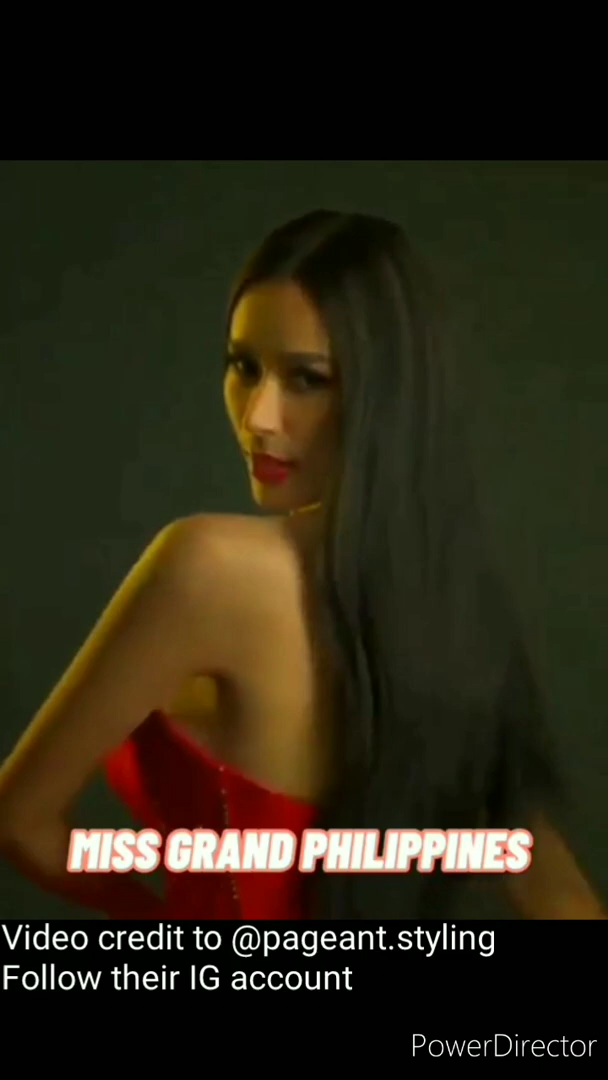 MISS GRAND PHILIPPINES
Video credit to @pageant.styling
Follow their IG account
PowerDirector